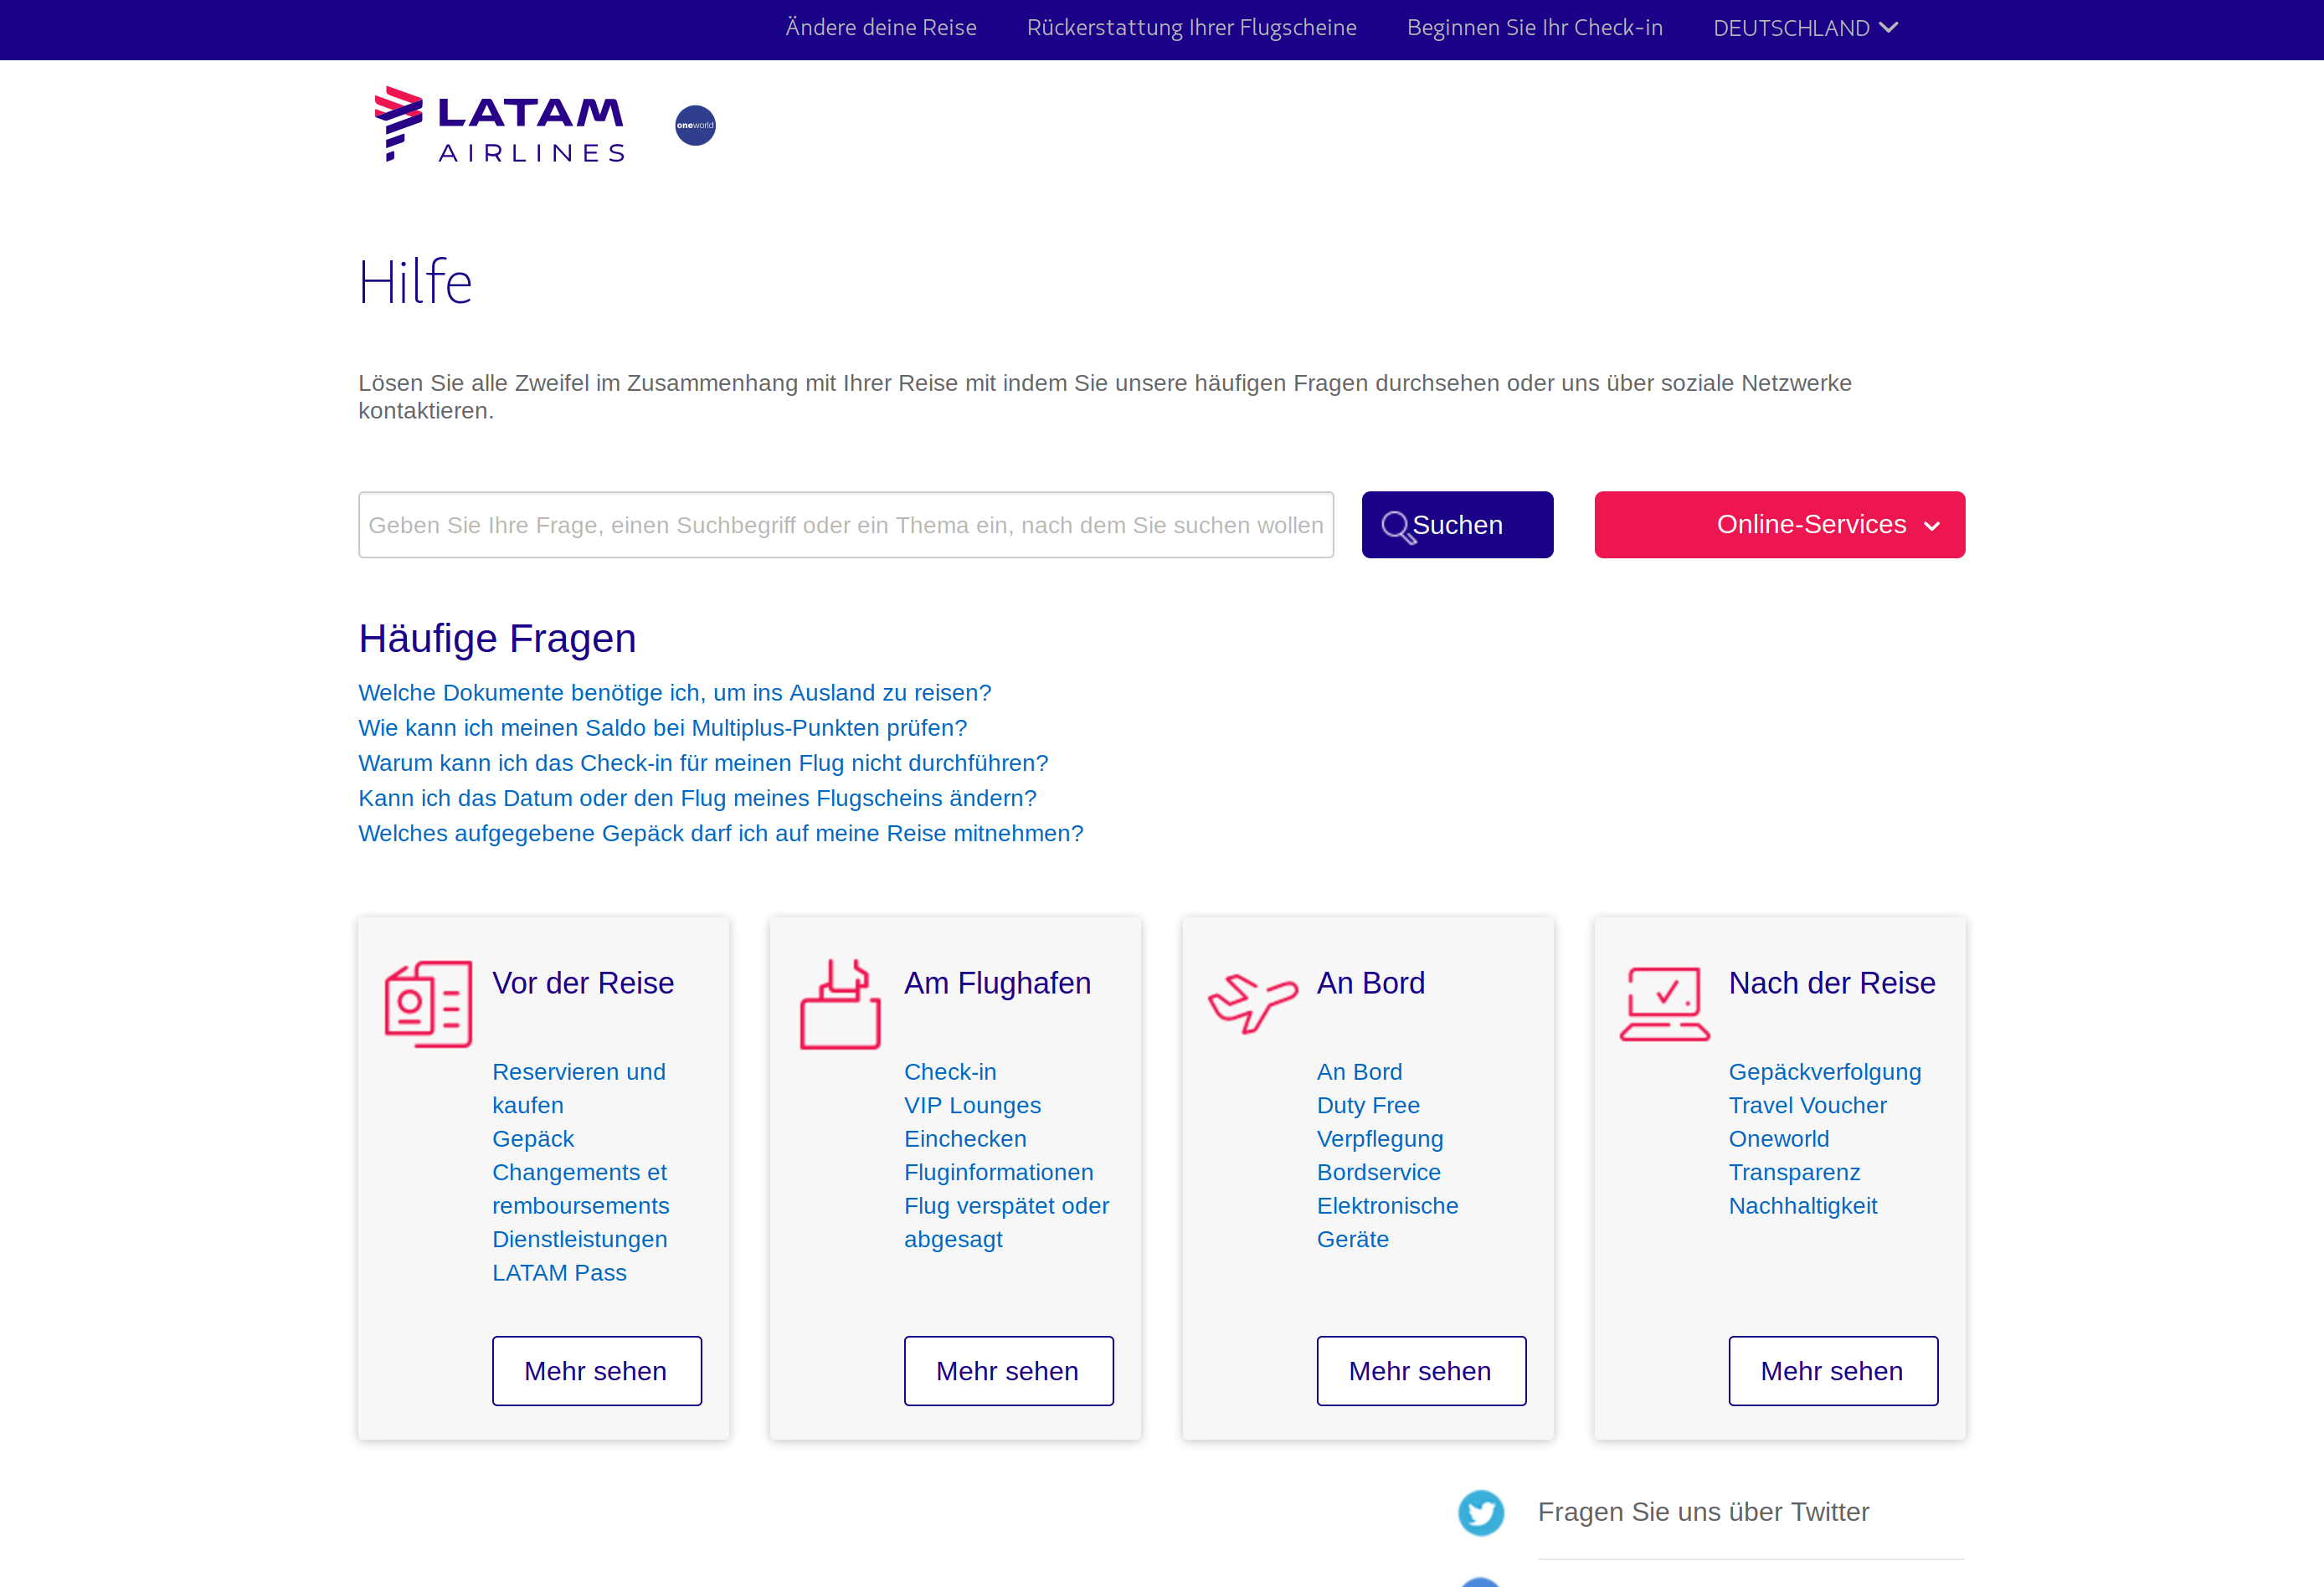 Ändere deine Reise
Rückerstattung Ihrer Flugscheine
Beginnen Sie Ihr Check-in
DEUTSCHLAND
LATAM
AIRLINES
oneworld
Hilfe
Lösen Sie alle Zweifel im Zusammenhang mit Ihrer Reise mit indem Sie unsere häufigen Fragen durchsehen oder uns über soziale Netzwerke
kontaktieren.
Geben Sie Ihre Frage, einen Suchbegriff oder ein Thema ein, nach dem Sie suchen wollen
Suchen
Online-Services
Häufige Fragen
Welche Dokumente benötige ich, um ins Ausland zu reisen?
Wie kann ich meinen Saldo bei Multiplus-Punkten prüfen?
Warum kann ich das Check-in für meinen Flug nicht durchführen?
Kann ich das Datum oder den Flug meines Flugscheins ändern?
Welches aufgegebene Gepäck darf ich auf meine Reise mitnehmen?
Vor der Reise
Reservieren und
kaufen
Gepäck
Changements et
remboursements
Dienstleistungen
LATAM Pass
Mehr sehen
Am Flughafen
Check-in
VIP Lounges
Einchecken
Fluginformationen
Flug verspätet oder
abgesagt
Mehr sehen
An Bord
An Bord
Duty Free
Verpflegung
Bordservice
Elektronische
Geräte
Mehr sehen
Nach der Reise
Gepäckverfolgung
Travel Voucher
Oneworld
Transparenz
Nachhaltigkeit
Mehr sehen
Fragen Sie uns über Twitter